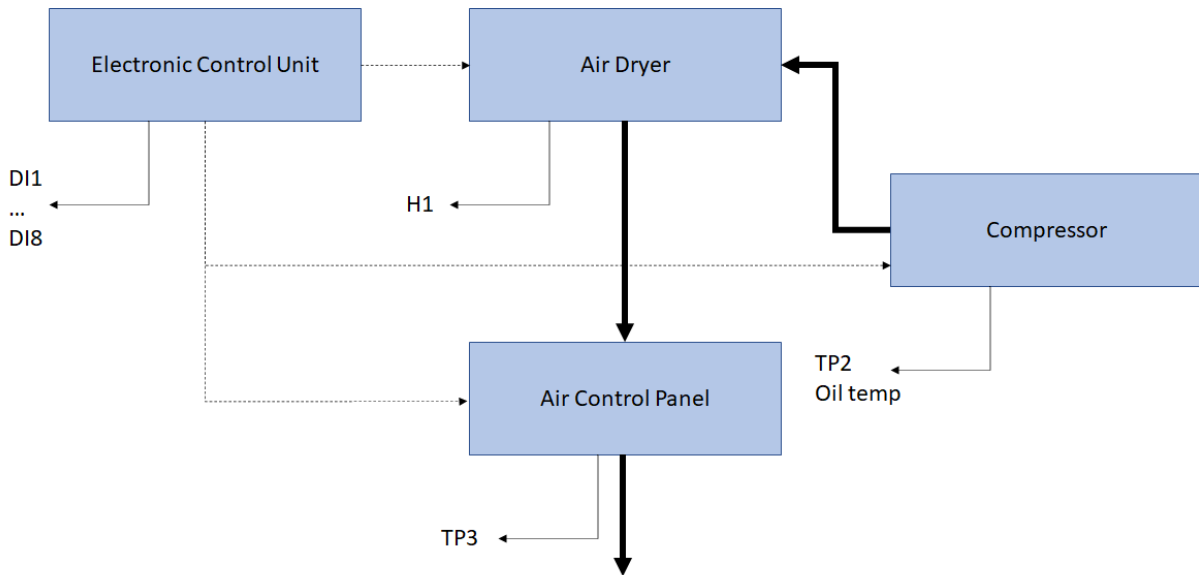 Electronic Control Unit
Air Dryer
DI1
...
DI8
H1
Compressor
TP2
Oil temp
Air Control Panel
TP3